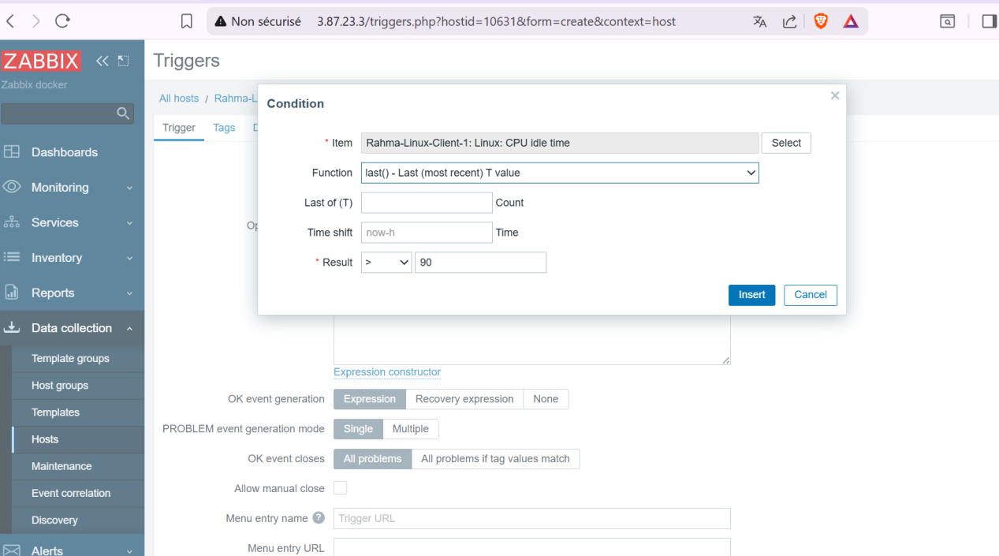 Non sécurisé 3.87.23.3/triggers.php?hostid=10631&form=create&context=host
ZABBIX
Zabbix docker
Dashboards
Monitoring
Services
Inventory
Reports
Data collection
Template groups
Host groups
Templates
Hosts
Maintenance
Event correlation
Discovery
Alerts
Triggers
All hosts / Rahma-L
Trigger Tags D
Op
Condition
* Item Rahma-Linux-Client-1: Linux: CPU idle time Select
Function last() - Last (most recent) T value
Last of (T) Count
Time shift now-h Time
* Result > 90
Insert Cancel
Expression constructor
OK event generation Expression Recovery expression None
PROBLEM event generation mode Single Multiple
OK event closes All problems All problems if tag values match
Allow manual close
Menu entry name ? Trigger URL
Menu entry URL